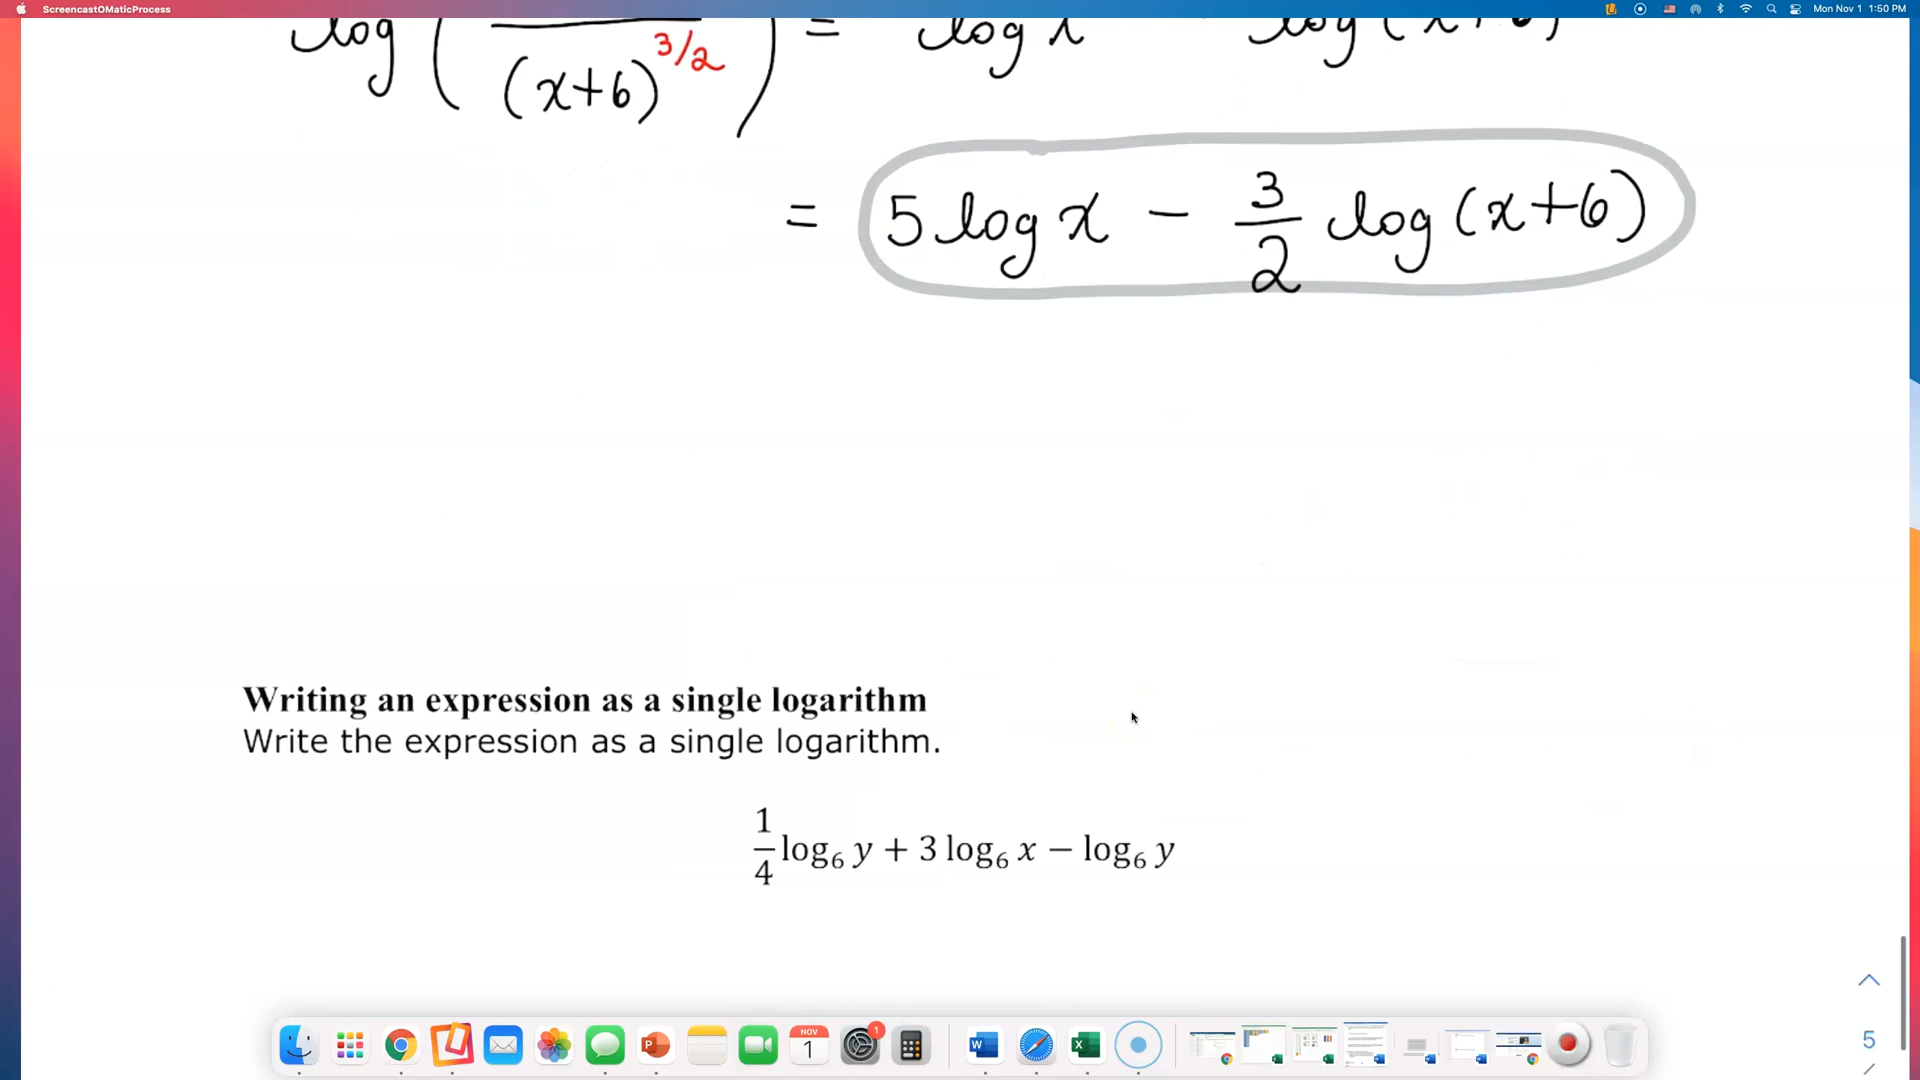 ScreencastOMaticProcess
Mon Nov 1 1:50 PM
log ( / (x+6)^3/2 ) = log x log (x+6)
= 5 log x − 3/2 log (x+6)
Writing an expression as a single logarithm
Write the expression as a single logarithm.
1/4 log₆ y + 3 log₆ x − log₆ y
NOV
1
1
5